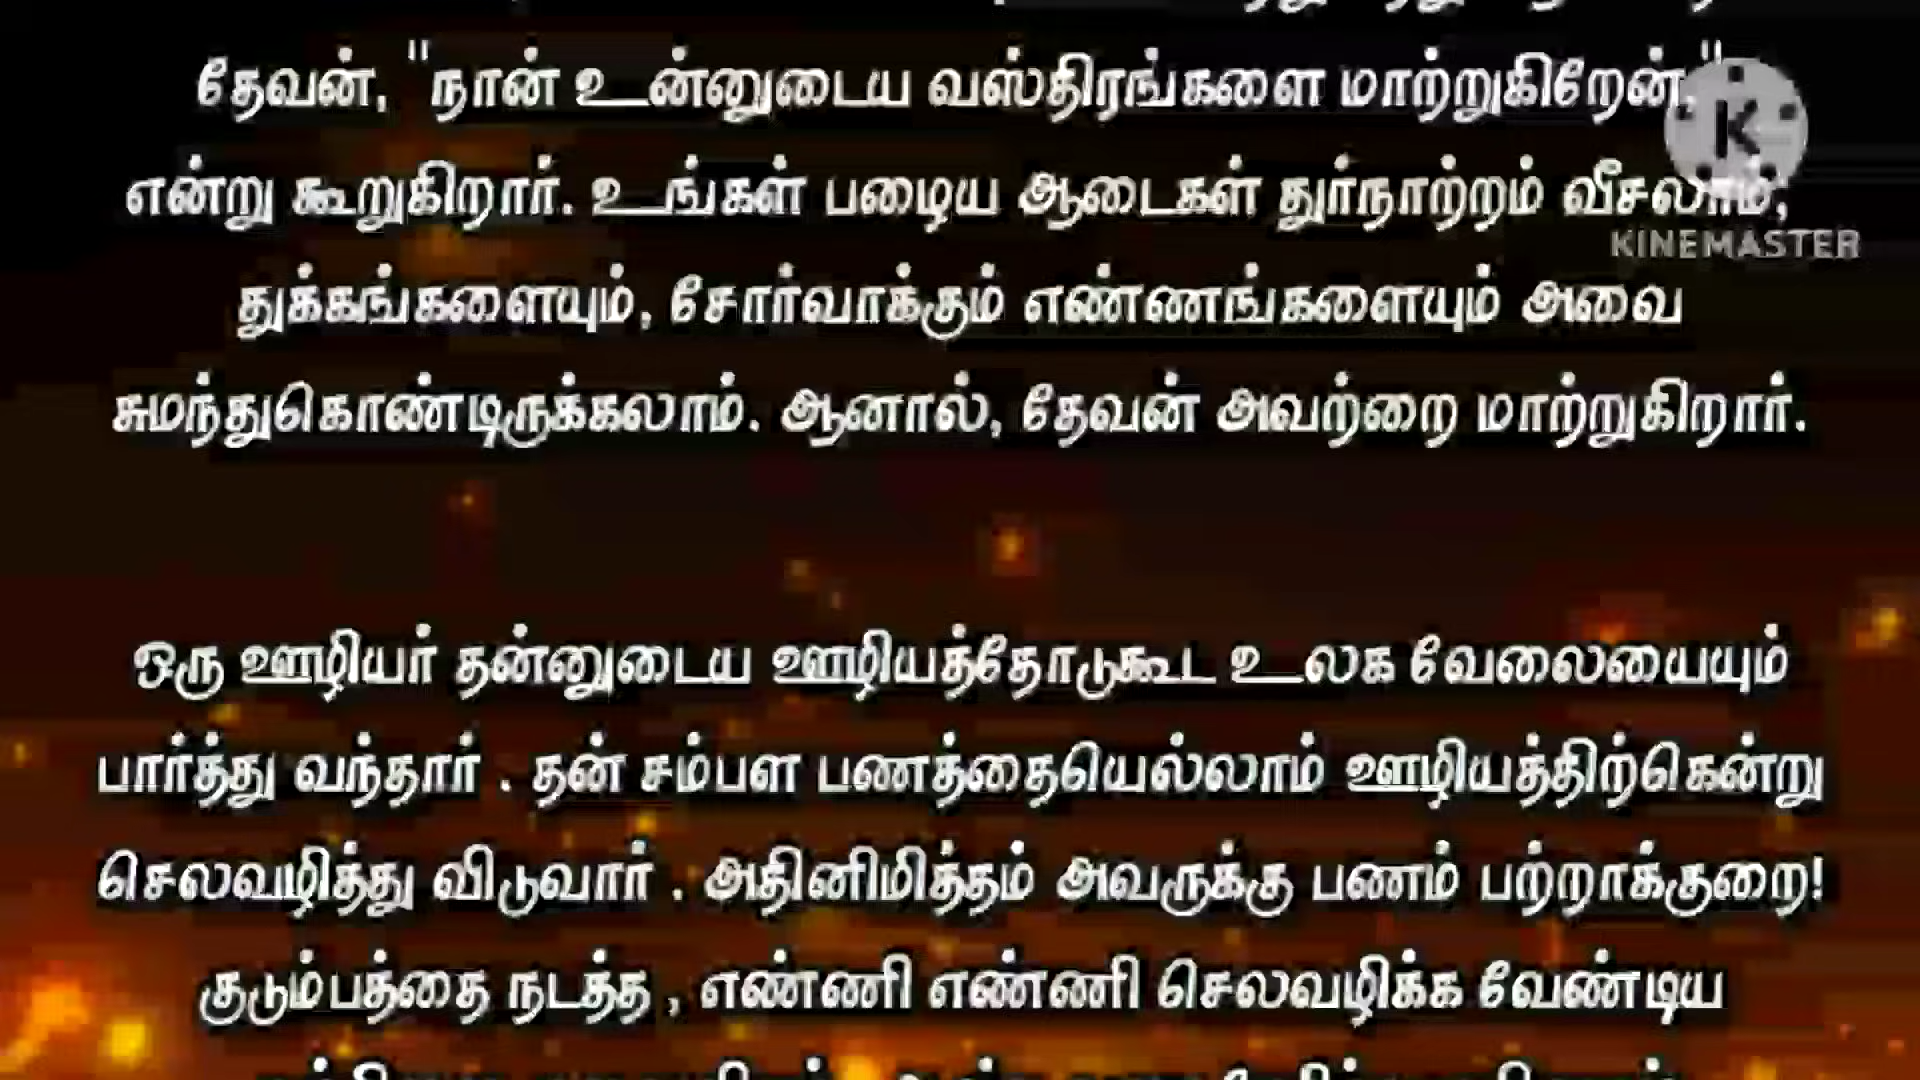 தேவன், "நான் உன்னுடைய வஸ்திரங்களை மாற்றுகிறேன்."
என்று கூறுகிறார். உங்கள் பழைய ஆடைகள் துர்நாற்றம் வீசலாம்;
KINEMASTER
துக்கங்களையும், சோர்வாக்கும் எண்ணங்களையும் அவை
சுமந்துகொண்டிருக்கலாம். ஆனால், தேவன் அவற்றை மாற்றுகிறார்.
ஒரு ஊழியர் தன்னுடைய ஊழியத்தோடுகூட உலக வேலையையும்
பார்த்து வந்தார் . தன் சம்பள பணத்தையெல்லாம் ஊழியத்திற்கென்று
செலவழித்து விடுவார் . அதினிமித்தம் அவருக்கு பணம் பற்றாக்குறை!
குடும்பத்தை நடத்த , எண்ணி எண்ணி செலவழிக்க வேண்டிய